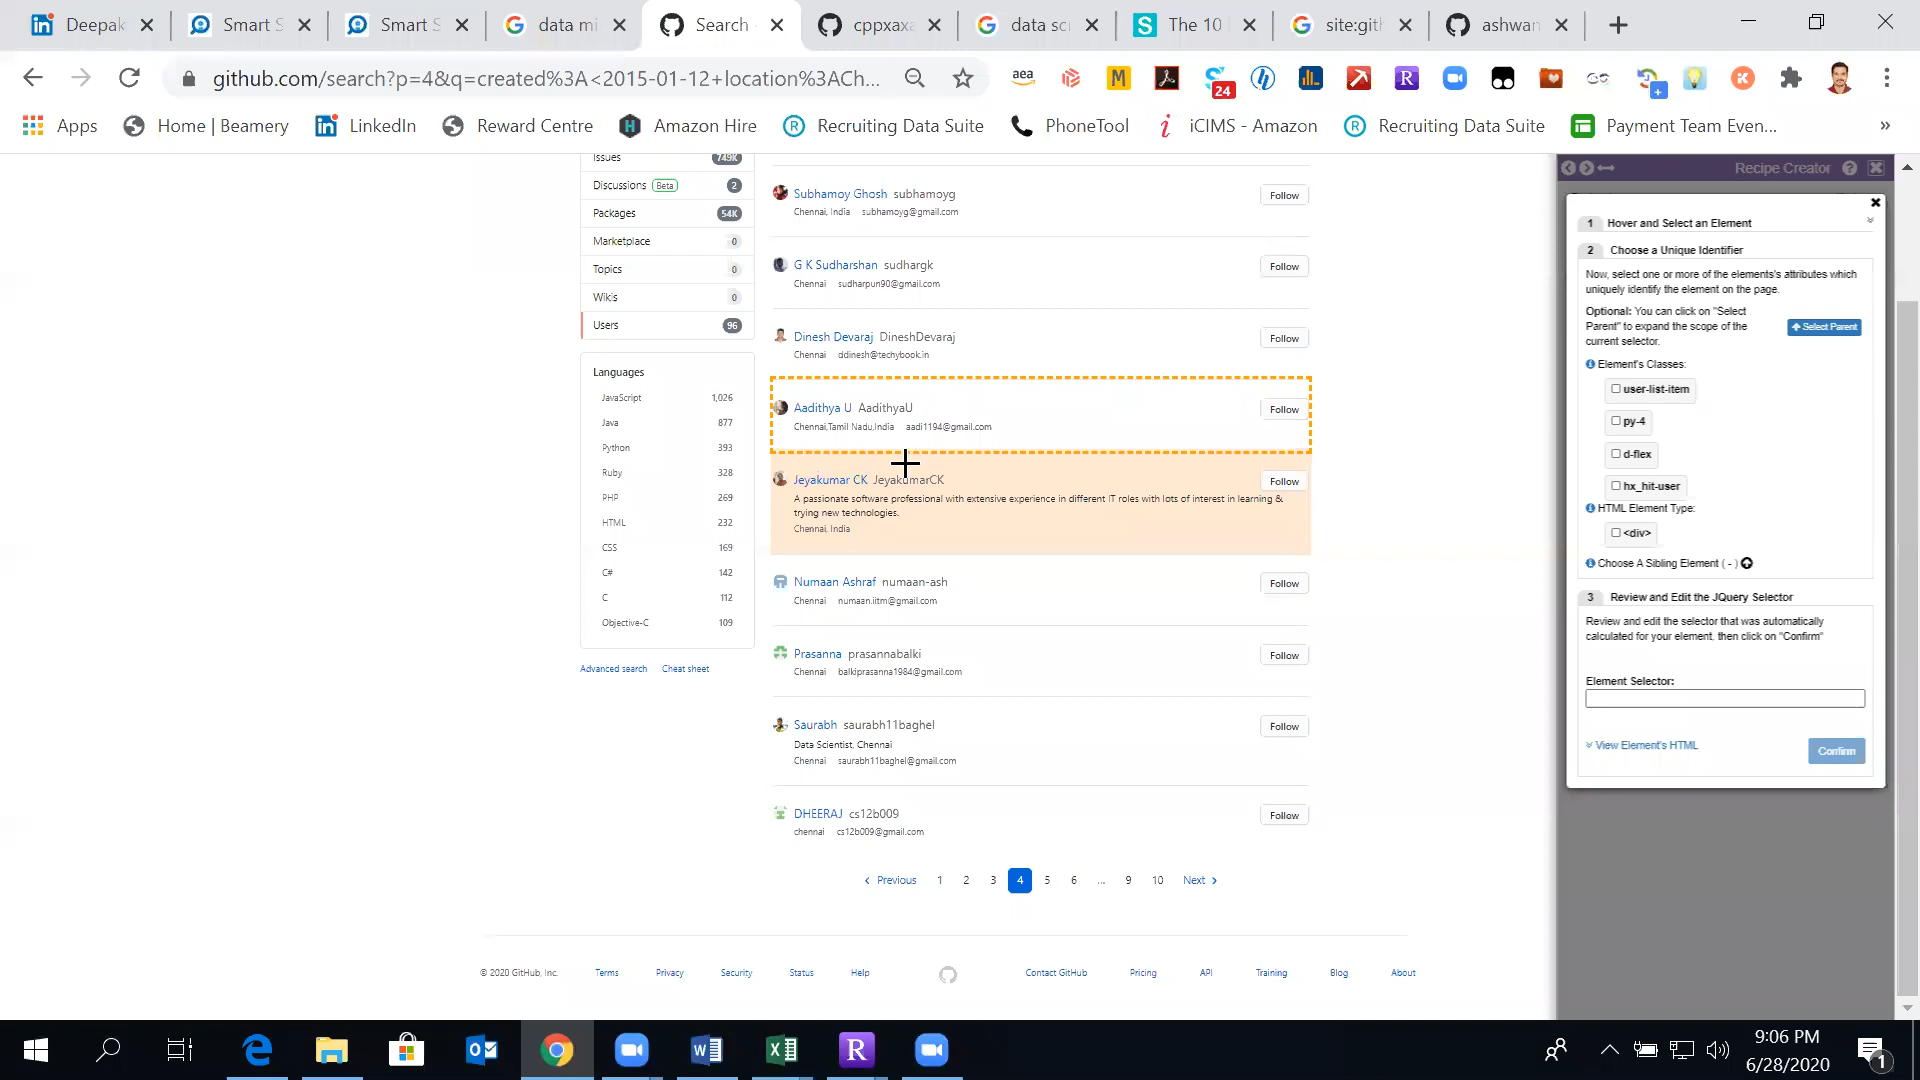 Deepak
Smart S
Smart S
data mi
Search
cppxaxa
data sci
The 10
site:gith
ashwan
github.com/search?p=4&q=created%3A<2015-01-12+location%3ACh...
aea
M
24
R
K
Apps
Home | Beamery
LinkedIn
Reward Centre
Amazon Hire
Recruiting Data Suite
PhoneTool
iCIMS - Amazon
Recruiting Data Suite
Payment Team Even...
Issues 749K
Discussions Beta 2
Packages 54K
Marketplace 0
Topics 0
Wikis 0
Users 96
Languages
JavaScript 1,026
Java 877
Python 393
Ruby 328
PHP 269
HTML 232
CSS 169
C# 142
C 112
Objective-C 109
Advanced search Cheat sheet
Subhamoy Ghosh subhamoyg Follow
Chennai, India subhamoyg@gmail.com
G K Sudharshan sudhargk Follow
Chennai sudharpun90@gmail.com
Dinesh Devaraj DineshDevaraj Follow
Chennai ddinesh@techybook.in
Aadithya U AadithyaU Follow
Chennai,Tamil Nadu,India aadi1194@gmail.com
Jeyakumar CK JeyakumarCK Follow
A passionate software professional with extensive experience in different IT roles with lots of interest in learning &
trying new technologies.
Chennai, India
Numaan Ashraf numaan-ash Follow
Chennai numaan.iitm@gmail.com
Prasanna prasannabalki Follow
Chennai balkiprasanna1984@gmail.com
Saurabh saurabh11baghel Follow
Data Scientist, Chennai
Chennai saurabh11baghel@gmail.com
DHEERAJ cs12b009 Follow
chennai cs12b009@gmail.com
Previous 1 2 3 4 5 6 ... 9 10 Next
© 2020 GitHub, Inc. Terms Privacy Security Status Help Contact GitHub Pricing API Training Blog About
Recipe Creator
1 Hover and Select an Element
2 Choose a Unique Identifier
Now, select one or more of the elements's attributes which
uniquely identify the element on the page.
Optional: You can click on "Select
Parent" to expand the scope of the
current selector.
Select Parent
Element's Classes:
user-list-item
py-4
d-flex
hx_hit-user
HTML Element Type:
<div>
Choose A Sibling Element ( - )
3 Review and Edit the JQuery Selector
Review and edit the selector that was automatically
calculated for your element, then click on "Confirm"
Element Selector:
View Element's HTML
Confirm
9:06 PM
6/28/2020
1